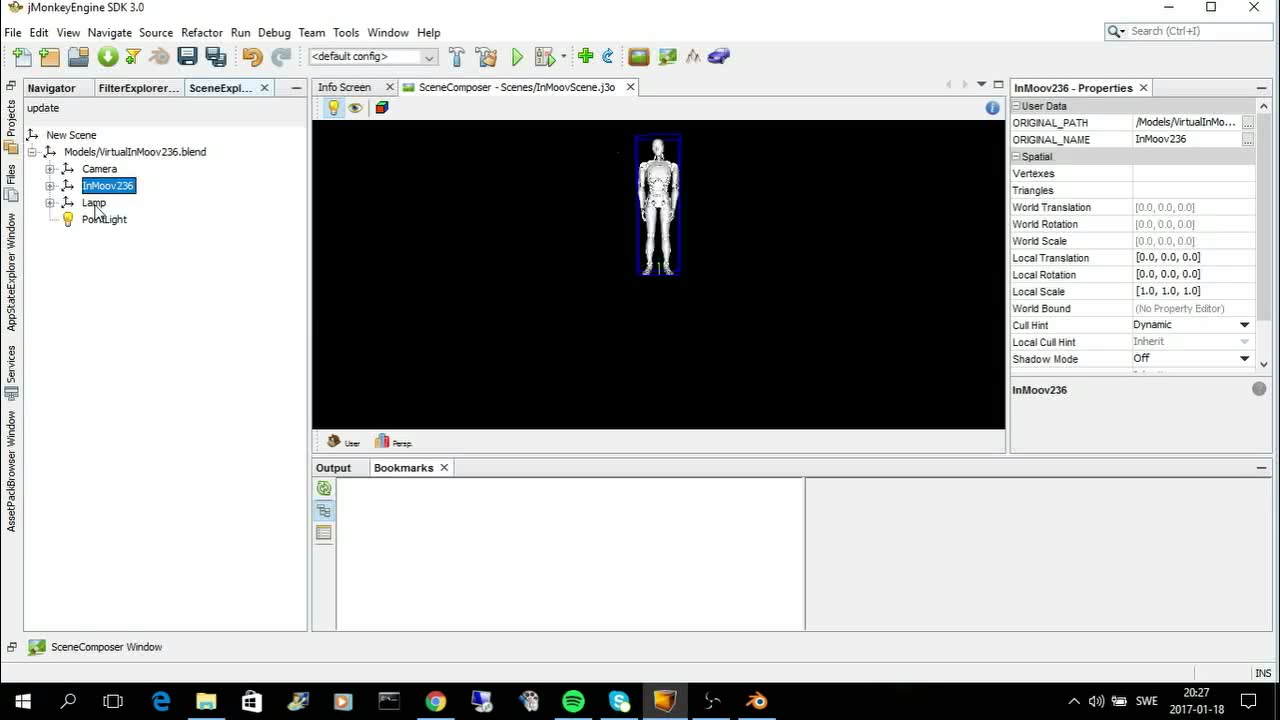 jMonkeyEngine SDK 3.0
File Edit View Navigate Source Refactor Run Debug Team Tools Window Help
Search (Ctrl+I)
<default config>
Navigator FilterExplorer... SceneExpl...
Info Screen SceneComposer - Scenes/InMoovScene.j3o
InMoov236 - Properties
update
New Scene
Models/VirtualInMoov236.blend
Camera
InMoov236
Lamp
PointLight
Projects
Files
AppStateExplorer Window
Services
AssetPackBrowser Window
User Data
ORIGINAL_PATH /Models/VirtualInMo... ...
ORIGINAL_NAME InMoov236 ...
Spatial
Vertexes
Triangles
World Translation [0.0, 0.0, 0.0]
World Rotation [0.0, 0.0, 0.0]
World Scale [0.0, 0.0, 0.0]
Local Translation [0.0, 0.0, 0.0]
Local Rotation [0.0, 0.0, 0.0]
Local Scale [1.0, 1.0, 1.0]
World Bound (No Property Editor)
Cull Hint Dynamic
Local Cull Hint Inherit
Shadow Mode Off
InMoov236
User Persp.
Output Bookmarks
SceneComposer Window
INS
SWE
20:27
2017-01-18